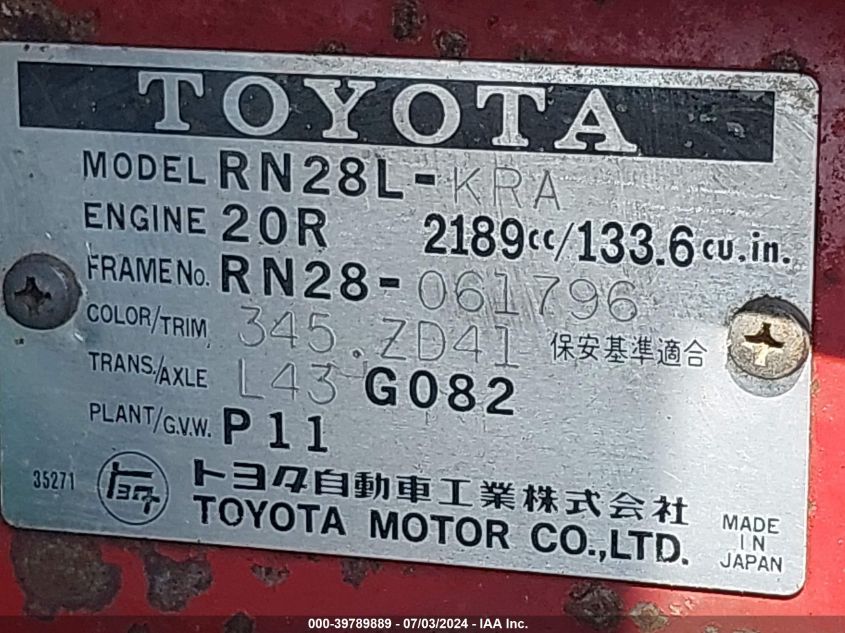 TOYOTA
MODEL RN28L-KRA
ENGINE 20R 2189cc/133.6cu.in.
FRAME No. RN28-061796
COLOR/TRIM 345.ZD41 保安基準適合
TRANS./AXLE L43 G082
PLANT/G.V.W. P11
35271 トヨタ トヨタ自動車工業株式会社
TOYOTA MOTOR CO.,LTD.
MADE IN JAPAN
000-39789889 - 07/03/2024 - IAA Inc.